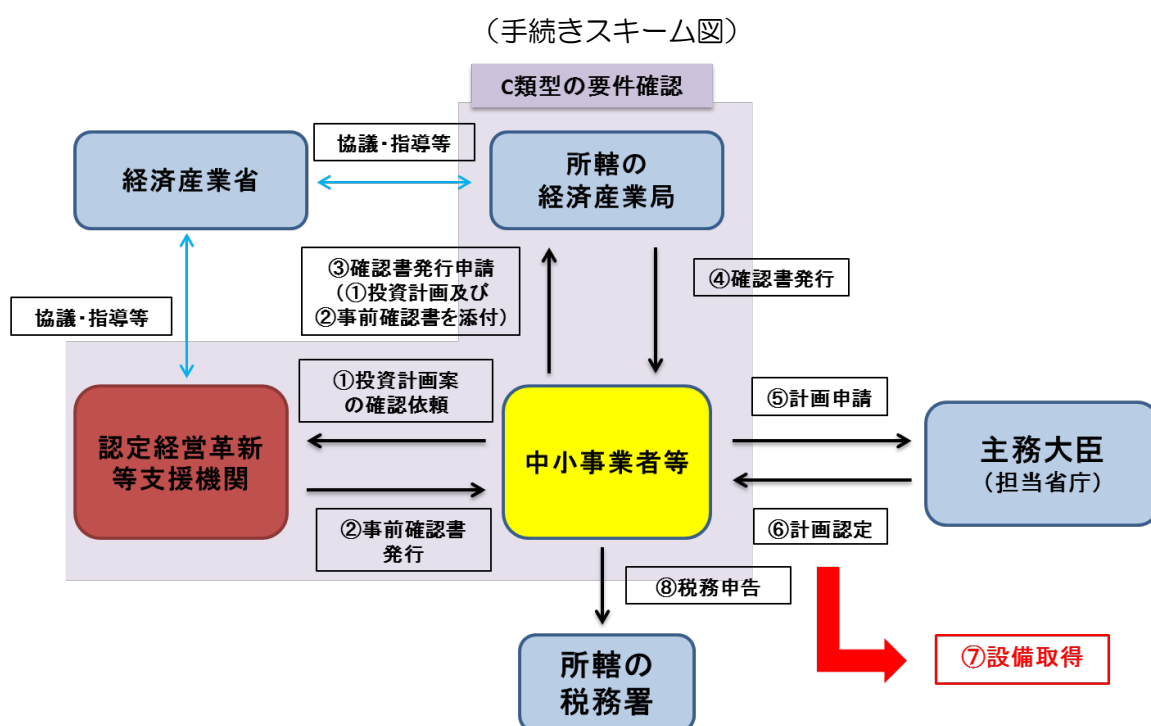 （手続きスキーム図）
C類型の要件確認
協議・指導等
経済産業省
所轄の
経済産業局
③確認書発行申請
（①投資計画及び
②事前確認書を添付）
④確認書発行
協議・指導等
①投資計画案
の確認依頼
⑤計画申請
認定経営革新
等支援機関
中小事業者等
主務大臣
（担当省庁）
②事前確認書
発行
⑥計画認定
⑧税務申告
⑦設備取得
所轄の
税務署